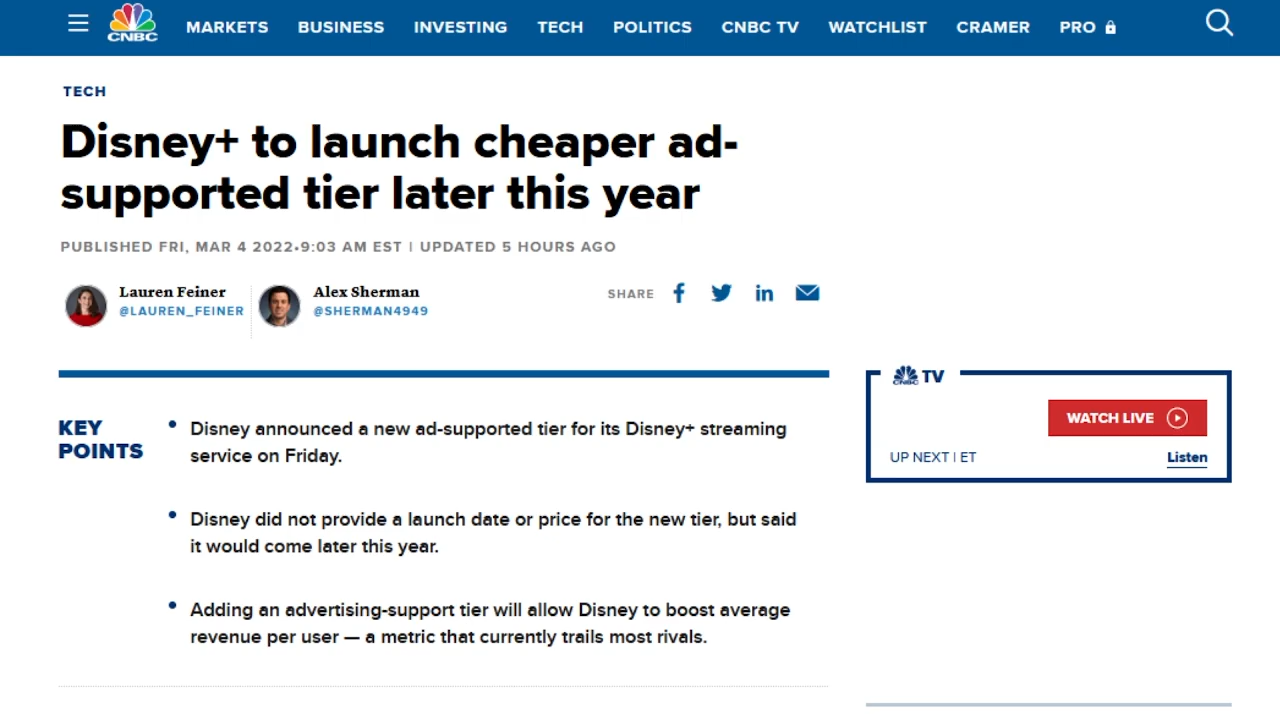 CNBC MARKETS BUSINESS INVESTING TECH POLITICS CNBC TV WATCHLIST CRAMER PRO
TECH
Disney+ to launch cheaper ad-
supported tier later this year
PUBLISHED FRI, MAR 4 2022•9:03 AM EST | UPDATED 5 HOURS AGO
Lauren Feiner
@LAUREN_FEINER
Alex Sherman
@SHERMAN4949
SHARE
KEY
POINTS
• Disney announced a new ad-supported tier for its Disney+ streaming
service on Friday.
• Disney did not provide a launch date or price for the new tier, but said
it would come later this year.
• Adding an advertising-support tier will allow Disney to boost average
revenue per user — a metric that currently trails most rivals.
CNBC TV
WATCH LIVE
UP NEXT | ET
Listen